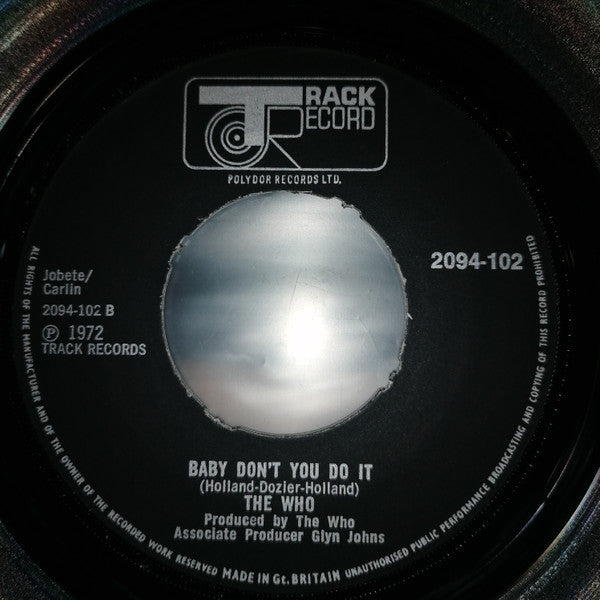 TRACK
RECORD
POLYDOR RECORDS LTD.
Jobete/
Carlin
2094-102 B
Ⓟ 1972
TRACK RECORDS
2094-102
BABY DON'T YOU DO IT
(Holland-Dozier-Holland)
THE WHO
Produced by The Who
Associate Producer Glyn Johns
ALL RIGHTS OF THE MANUFACTURER AND OF THE OWNER OF THE RECORDED WORK RESERVED MADE IN Gt. BRITAIN UNAUTHORISED PUBLIC PERFORMANCE BROADCASTING AND COPYING OF THIS RECORD PROHIBITED